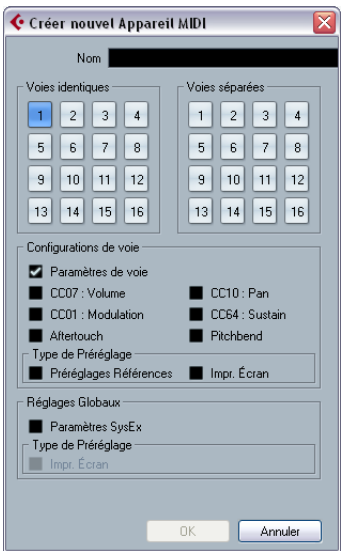 Créer nouvel Appareil MIDI
Nom
Voies identiques
Voies séparées
1 2 3 4 1 2 3 4
5 6 7 8 5 6 7 8
9 10 11 12 9 10 11 12
13 14 15 16 13 14 15 16
Configurations de voie
Paramètres de voie
CC07 : Volume CC10 : Pan
CC01 : Modulation CC64 : Sustain
Aftertouch Pitchbend
Type de Préréglage
Préréglages Références Impr. Écran
Réglages Globaux
Paramètres SysEx
Type de Préréglage
Impr. Écran
OK Annuler